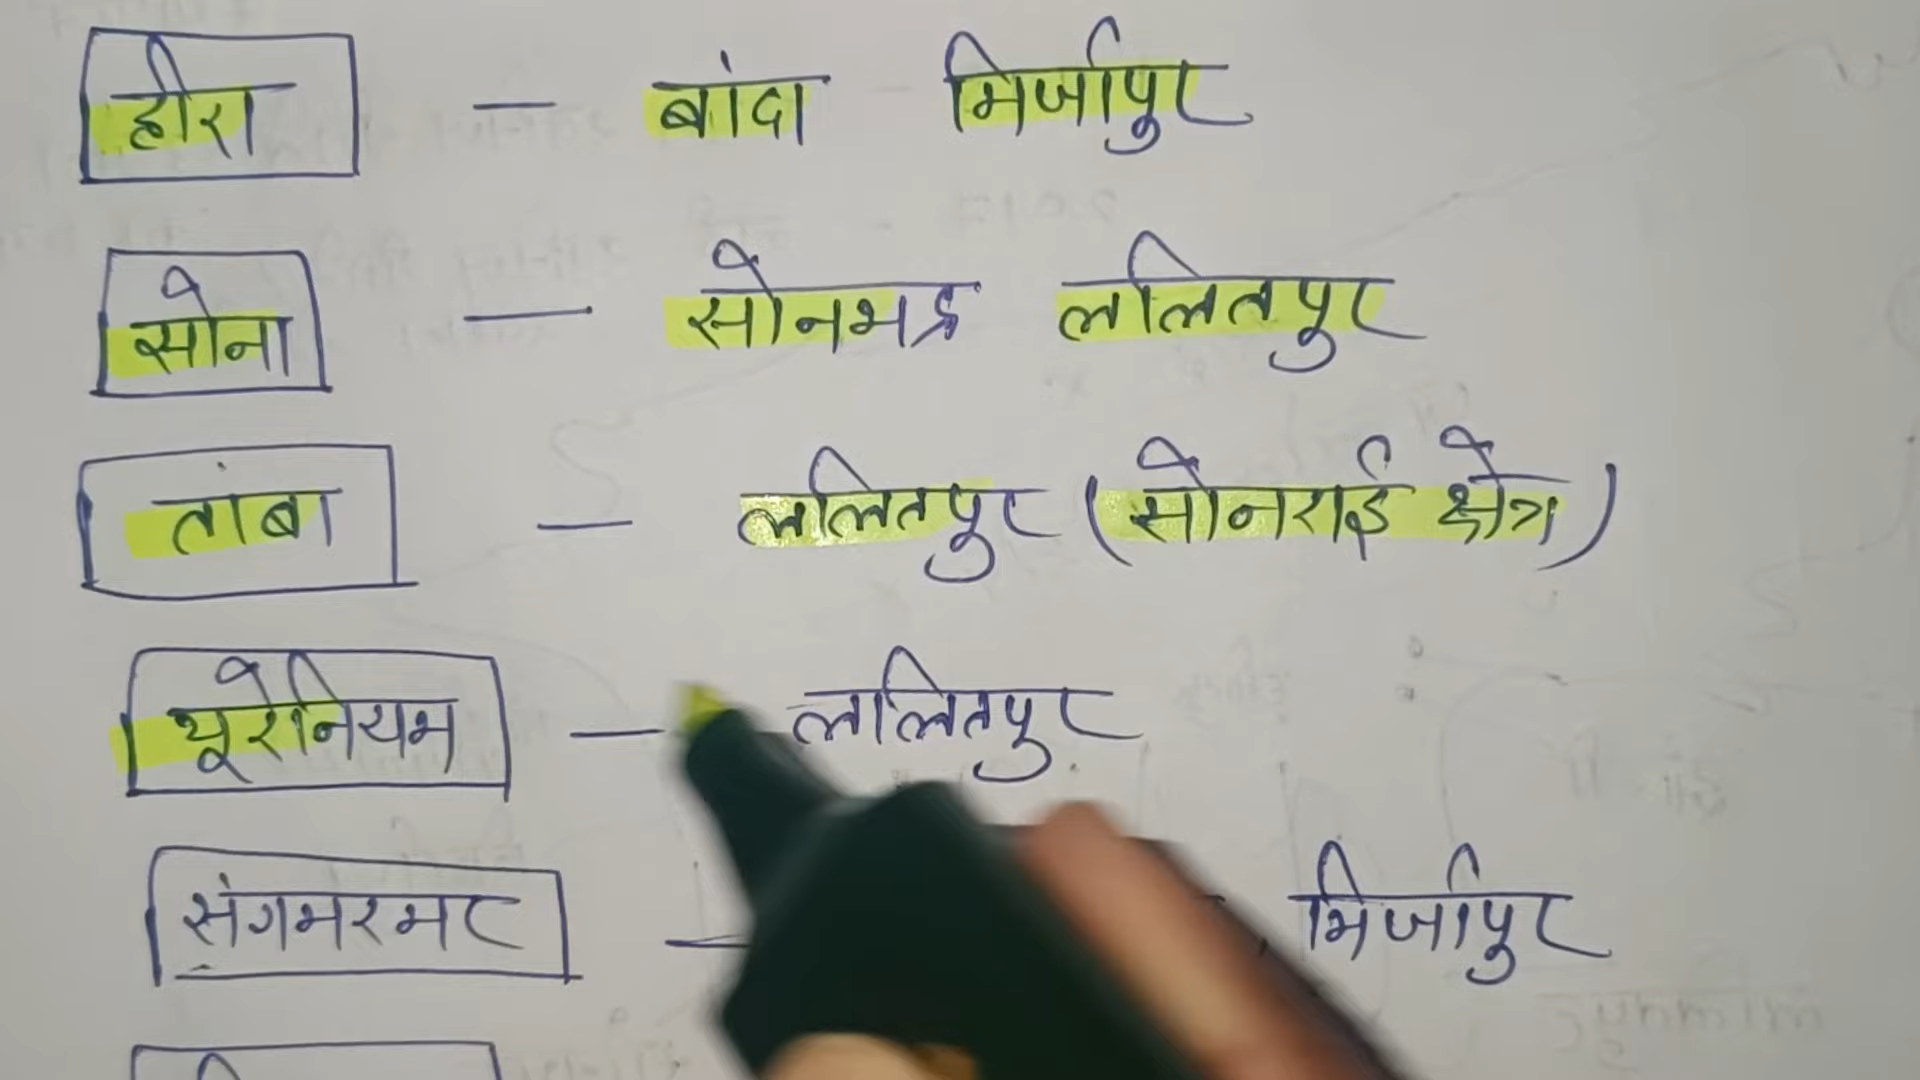 हीरा — बांदा मिर्जापुर
सोना — सोनभद्र ललितपुर
तांबा — ललितपुर (सोनराई क्षेत्र)
यूरेनियम — ललितपुर
संगमरमर — मिर्जापुर